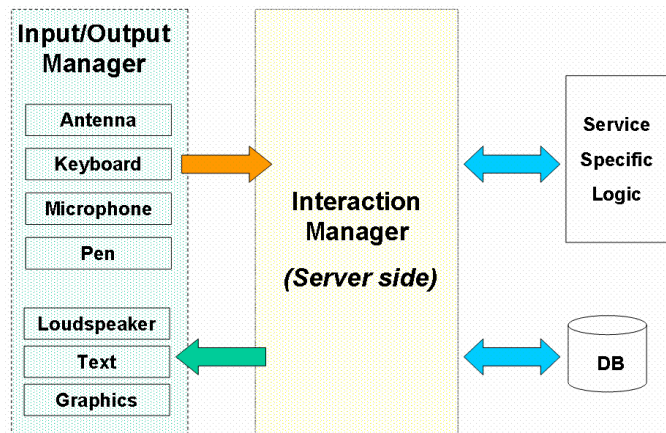 Input/Output
Manager
Antenna
Keyboard
Microphone
Pen
Loudspeaker
Text
Graphics
Interaction
Manager
(Server side)
Service
Specific
Logic
DB